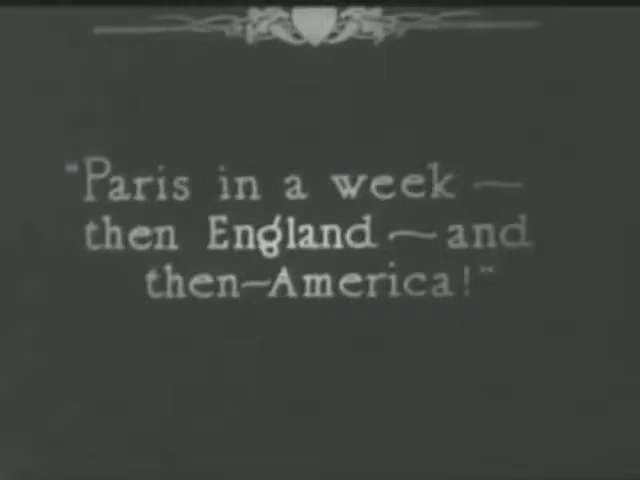 "Paris in a week —
then England — and
then—America!"